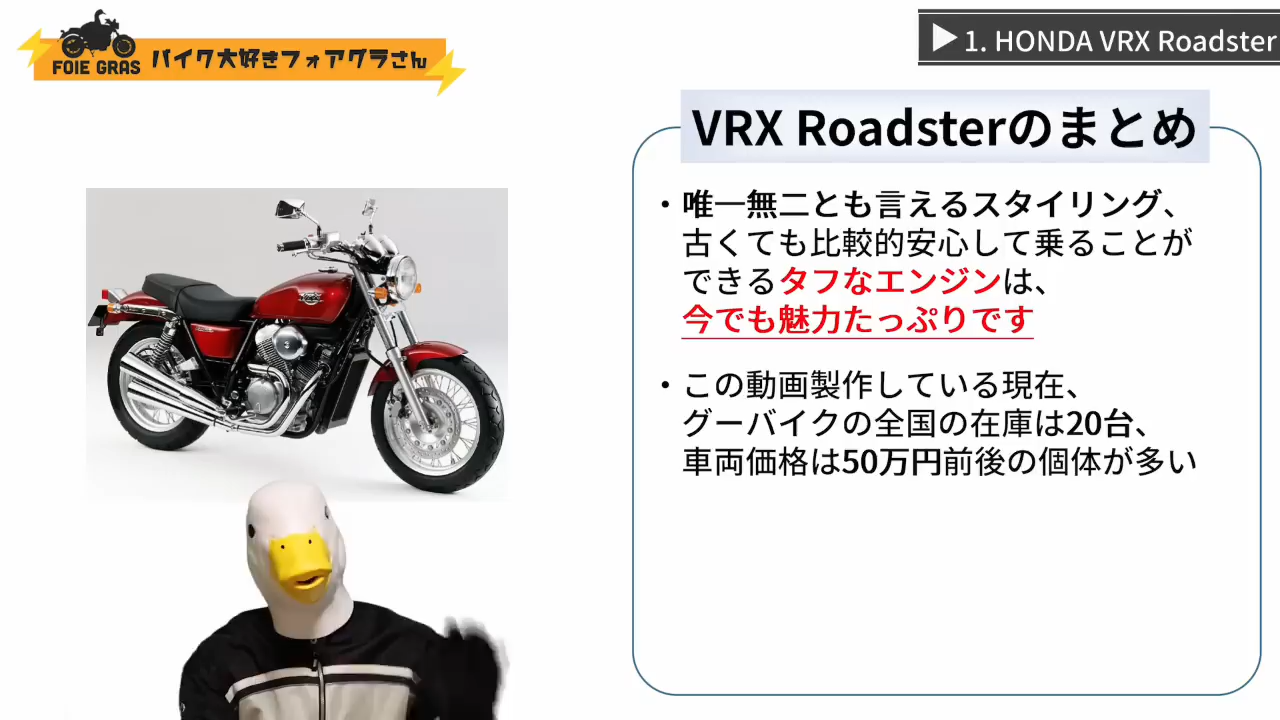 FOIE GRAS
バイク大好きフォアグラさん
▶ 1. HONDA VRX Roadster
VRX Roadsterのまとめ
・唯一無二とも言えるスタイリング、
古くても比較的安心して乗ることが
できるタフなエンジンは、
今でも魅力たっぷりです
・この動画製作している現在、
グーバイクの全国の在庫は20台、
車両価格は50万円前後の個体が多い